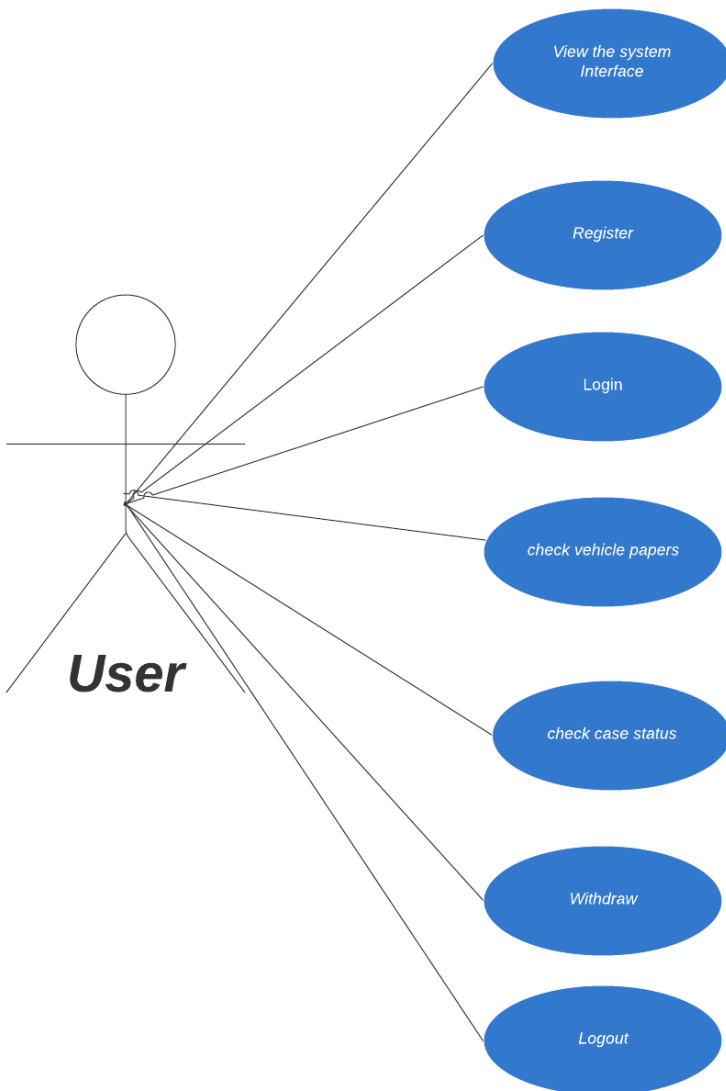 View the system
Interface
Register
Login
check vehicle papers
User
check case status
Withdraw
Logout